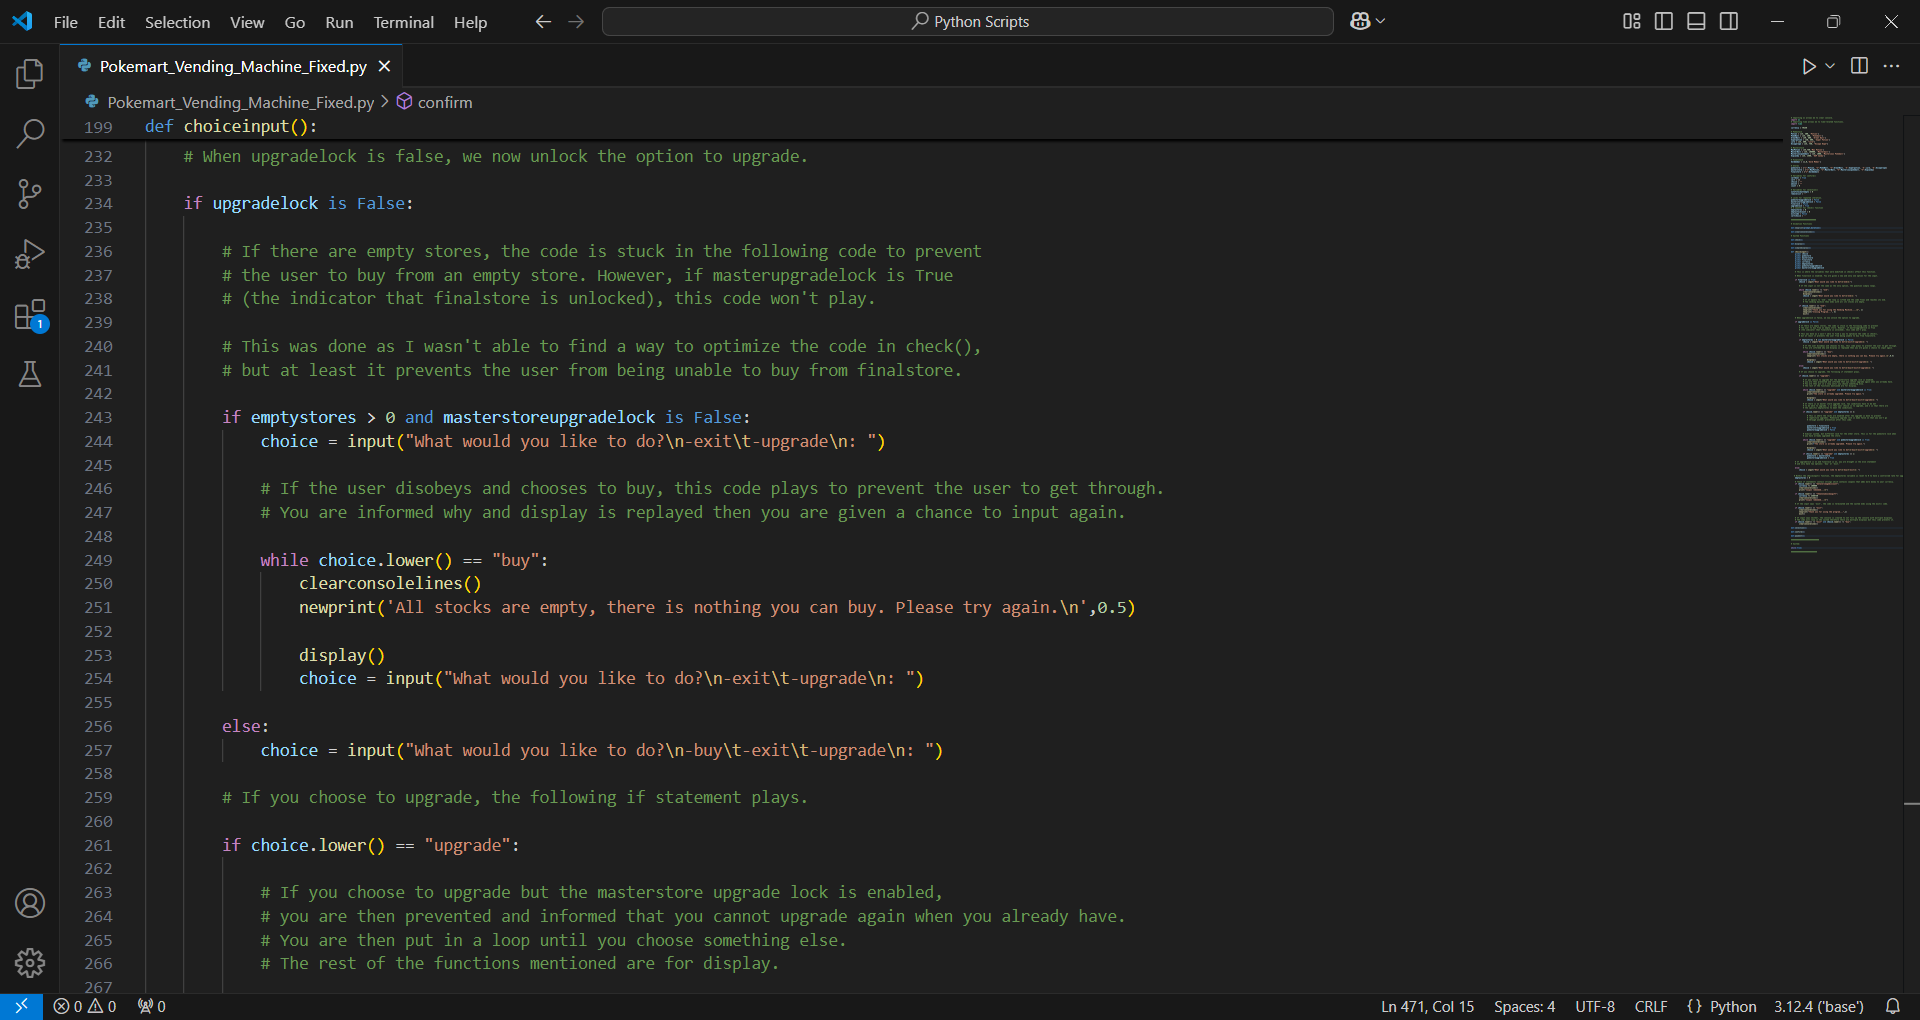 File Edit Selection View Go Run Terminal Help Python Scripts
Pokemart_Vending_Machine_Fixed.py
Pokemart_Vending_Machine_Fixed.py > confirm
199 def choiceinput():
232 # When upgradelock is false, we now unlock the option to upgrade.
233
234 if upgradelock is False:
235
236 # If there are empty stores, the code is stuck in the following code to prevent
237 # the user to buy from an empty store. However, if masterupgradelock is True
238 # (the indicator that finalstore is unlocked), this code won't play.
239
240 # This was done as I wasn't able to find a way to optimize the code in check(),
241 # but at least it prevents the user from being unable to buy from finalstore.
242
243 if emptystores > 0 and masterstoreupgradelock is False:
244 choice = input("What would you like to do?\n-exit\t-upgrade\n: ")
245
246 # If the user disobeys and chooses to buy, this code plays to prevent the user to get through.
247 # You are informed why and display is replayed then you are given a chance to input again.
248
249 while choice.lower() == "buy":
250 clearconsolelines()
251 newprint('All stocks are empty, there is nothing you can buy. Please try again.\n',0.5)
252
253 display()
254 choice = input("What would you like to do?\n-exit\t-upgrade\n: ")
255
256 else:
257 choice = input("What would you like to do?\n-buy\t-exit\t-upgrade\n: ")
258
259 # If you choose to upgrade, the following if statement plays.
260
261 if choice.lower() == "upgrade":
262
263 # If you choose to upgrade but the masterstore upgrade lock is enabled,
264 # you are then prevented and informed that you cannot upgrade again when you already have.
265 # You are then put in a loop until you choose something else.
266 # The rest of the functions mentioned are for display.
267
1
0 0 0 Ln 471, Col 15 Spaces: 4 UTF-8 CRLF {} Python 3.12.4 ('base')